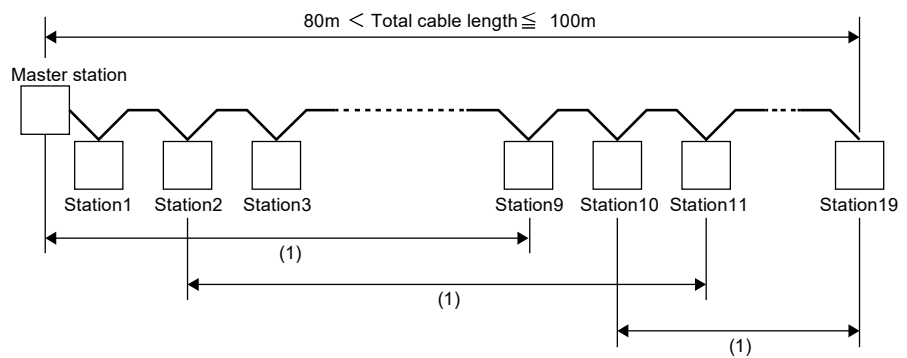 80m ＜ Total cable length ≦ 100m
Master station
Station1 Station2 Station3 Station9 Station10 Station11 Station19
(1)
(1)
(1)